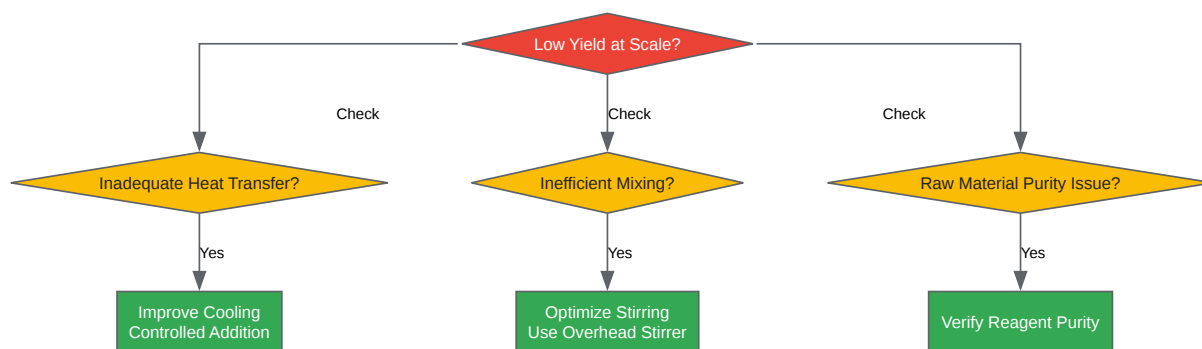 Low Yield at Scale?
Check
Check
Check
Inadequate Heat Transfer?
Inefficient Mixing?
Raw Material Purity Issue?
Yes
Yes
Yes
Improve Cooling
Controlled Addition
Optimize Stirring
Use Overhead Stirrer
Verify Reagent Purity